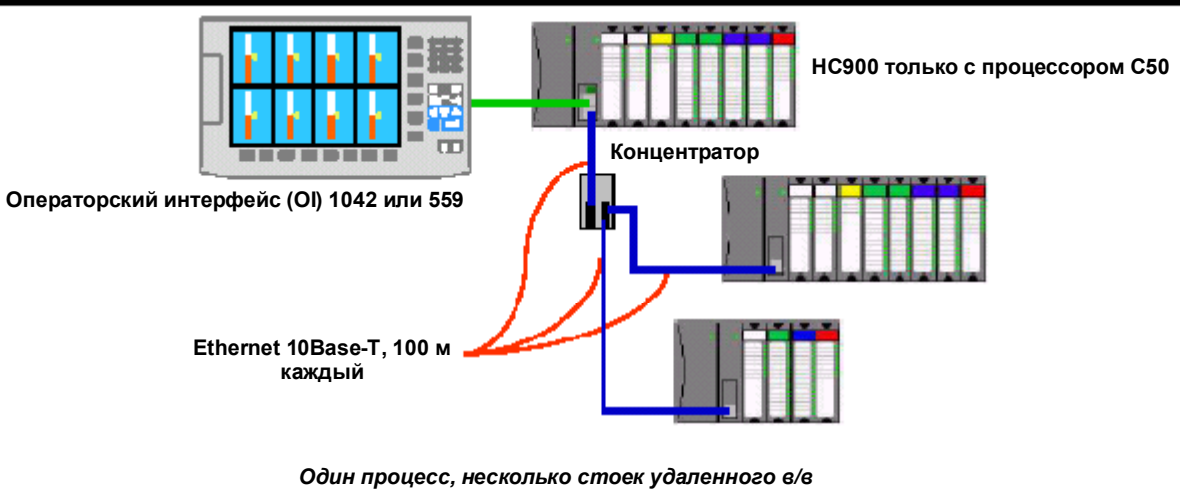 HC900 только с процессором C50
Концентратор
Операторский интерфейс (OI) 1042 или 559
Ethernet 10Base-T, 100 м
каждый
Один процесс, несколько стоек удаленного в/в